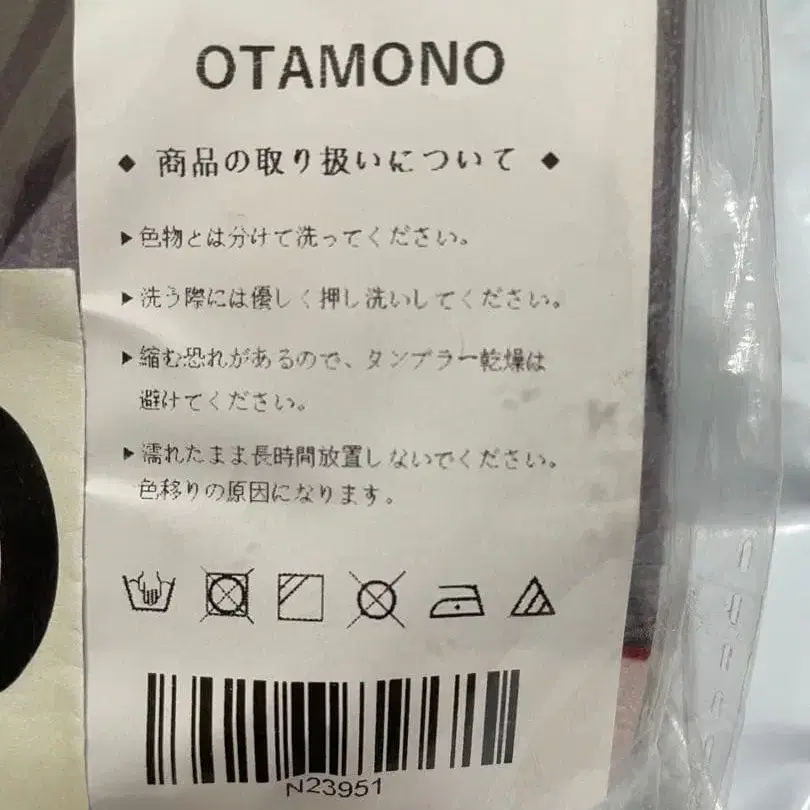 OTAMONO
◆ 商品の取り扱いについて ◆
▶色物とは分けて洗ってください。
▶洗う際には優しく押し洗いしてください。
▶縮む恐れがあるので、タンブラー乾燥は
避けてください。
▶濡れたまま長時間放置しないでください。
色移りの原因になります。
N23951